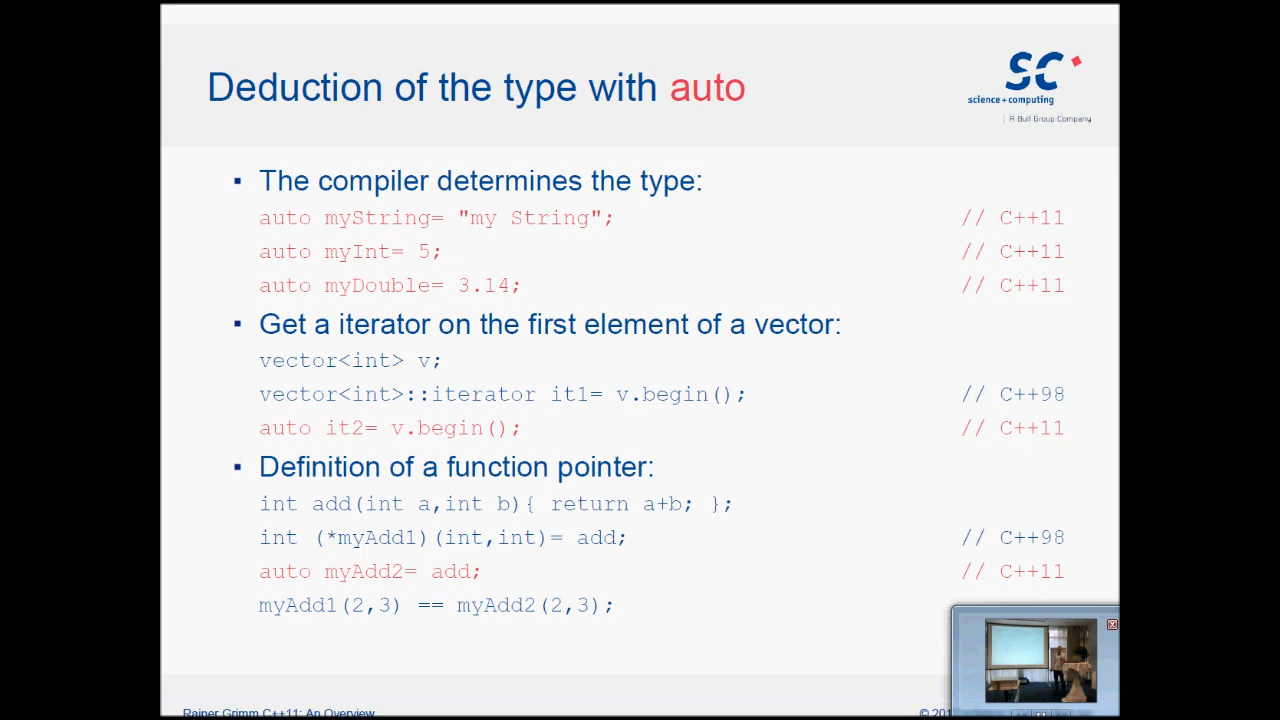 Deduction of the type with auto
SC
science + computing
A Bull Group Company
▪ The compiler determines the type:
auto myString= "my String"; // C++11
auto myInt= 5; // C++11
auto myDouble= 3.14; // C++11
▪ Get a iterator on the first element of a vector:
vector<int> v;
vector<int>::iterator it1= v.begin(); // C++98
auto it2= v.begin(); // C++11
▪ Definition of a function pointer:
int add(int a,int b){ return a+b; };
int (*myAdd1)(int,int)= add; // C++98
auto myAdd2= add; // C++11
myAdd1(2,3) == myAdd2(2,3);
Rainer Grimm C++11: An Overview
©